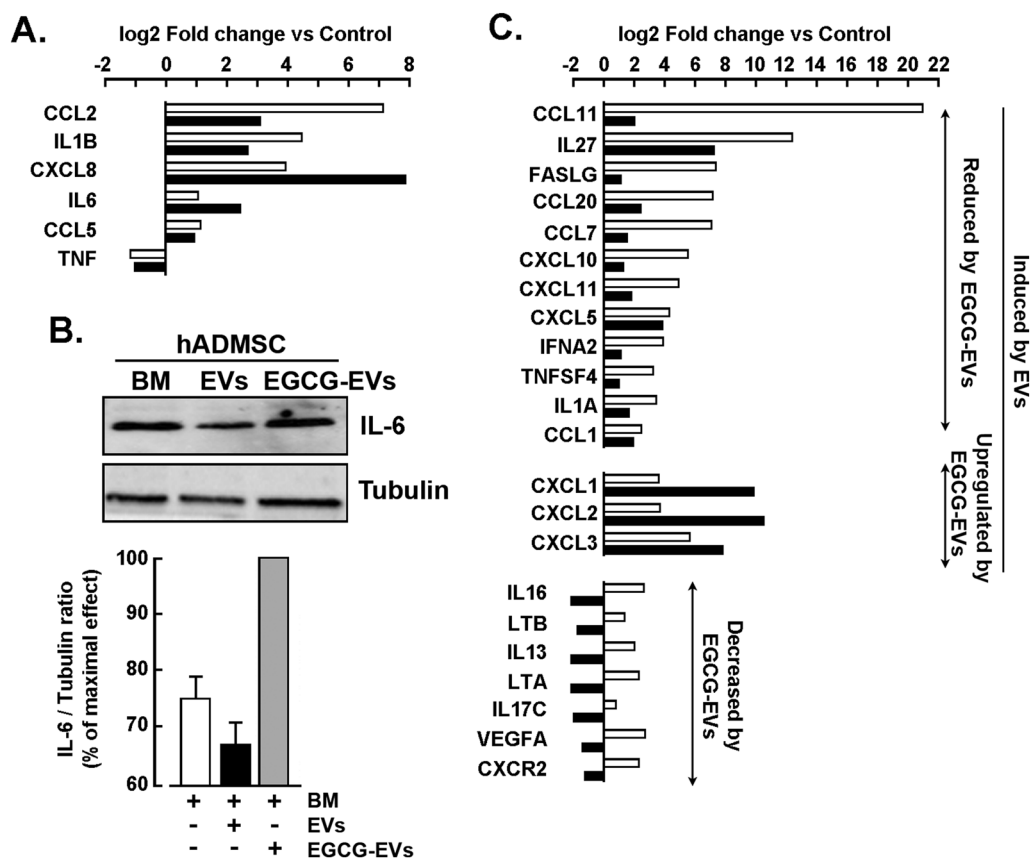 A.
log2 Fold change vs Control
-2 0 2 4 6 8
CCL2
IL1B
CXCL8
IL6
CCL5
TNF
B.
hADMSC
BM EVs EGCG-EVs
IL-6
Tubulin
IL-6 / Tubulin ratio
(% of maximal effect)
100
90
80
70
60
+ + + BM
- + - EVs
- - + EGCG-EVs
C.
log2 Fold change vs Control
-2 0 2 4 6 8 10 12 14 16 18 20 22
CCL11
IL27
FASLG
CCL20
CCL7
CXCL10
CXCL11
CXCL5
IFNA2
TNFSF4
IL1A
CCL1
Reduced by EGCG-EVs
CXCL1
CXCL2
CXCL3
Upregulated by
EGCG-EVs
Induced by EVs
IL16
LTB
IL13
LTA
IL17C
VEGFA
CXCR2
Decreased by
EGCG-EVs